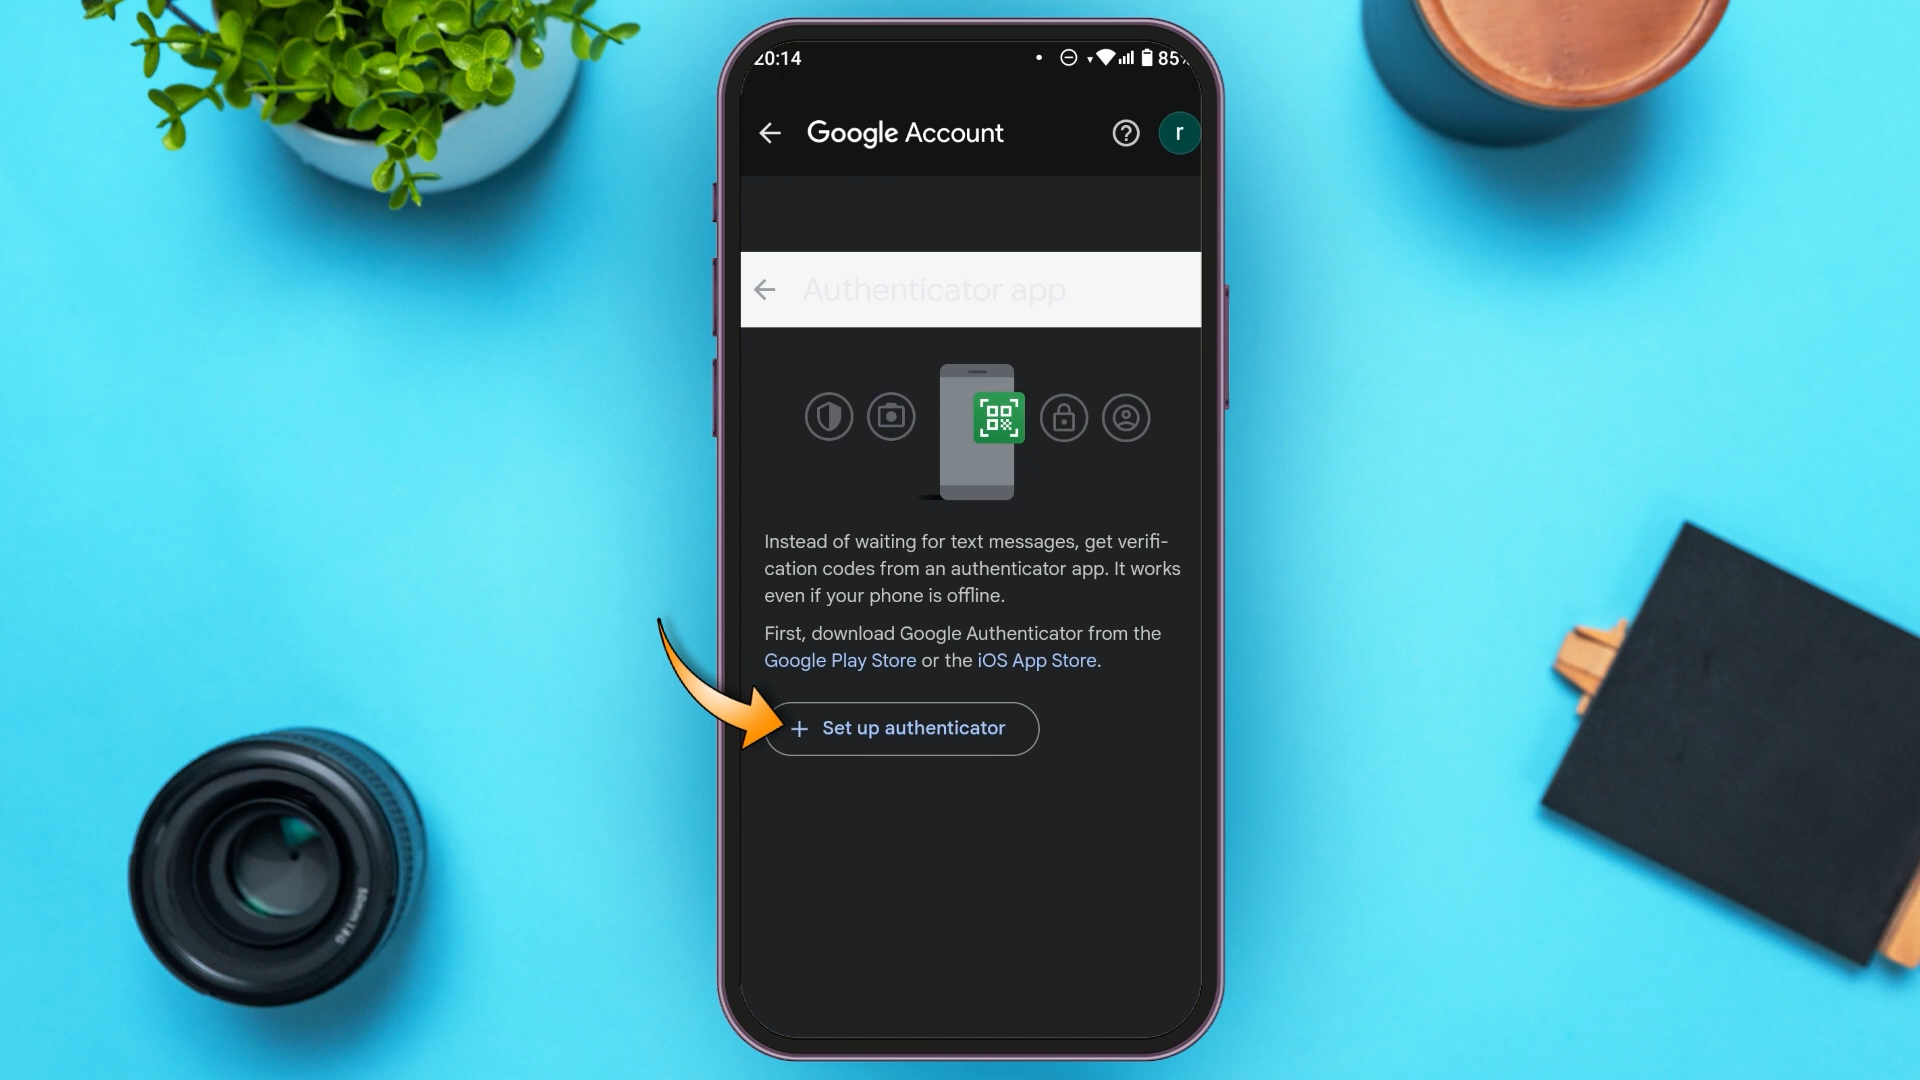 20:14
85%
Google Account
r
Authenticator app
Instead of waiting for text messages, get verifi-
cation codes from an authenticator app. It works
even if your phone is offline.
First, download Google Authenticator from the
Google Play Store or the iOS App Store.
+ Set up authenticator